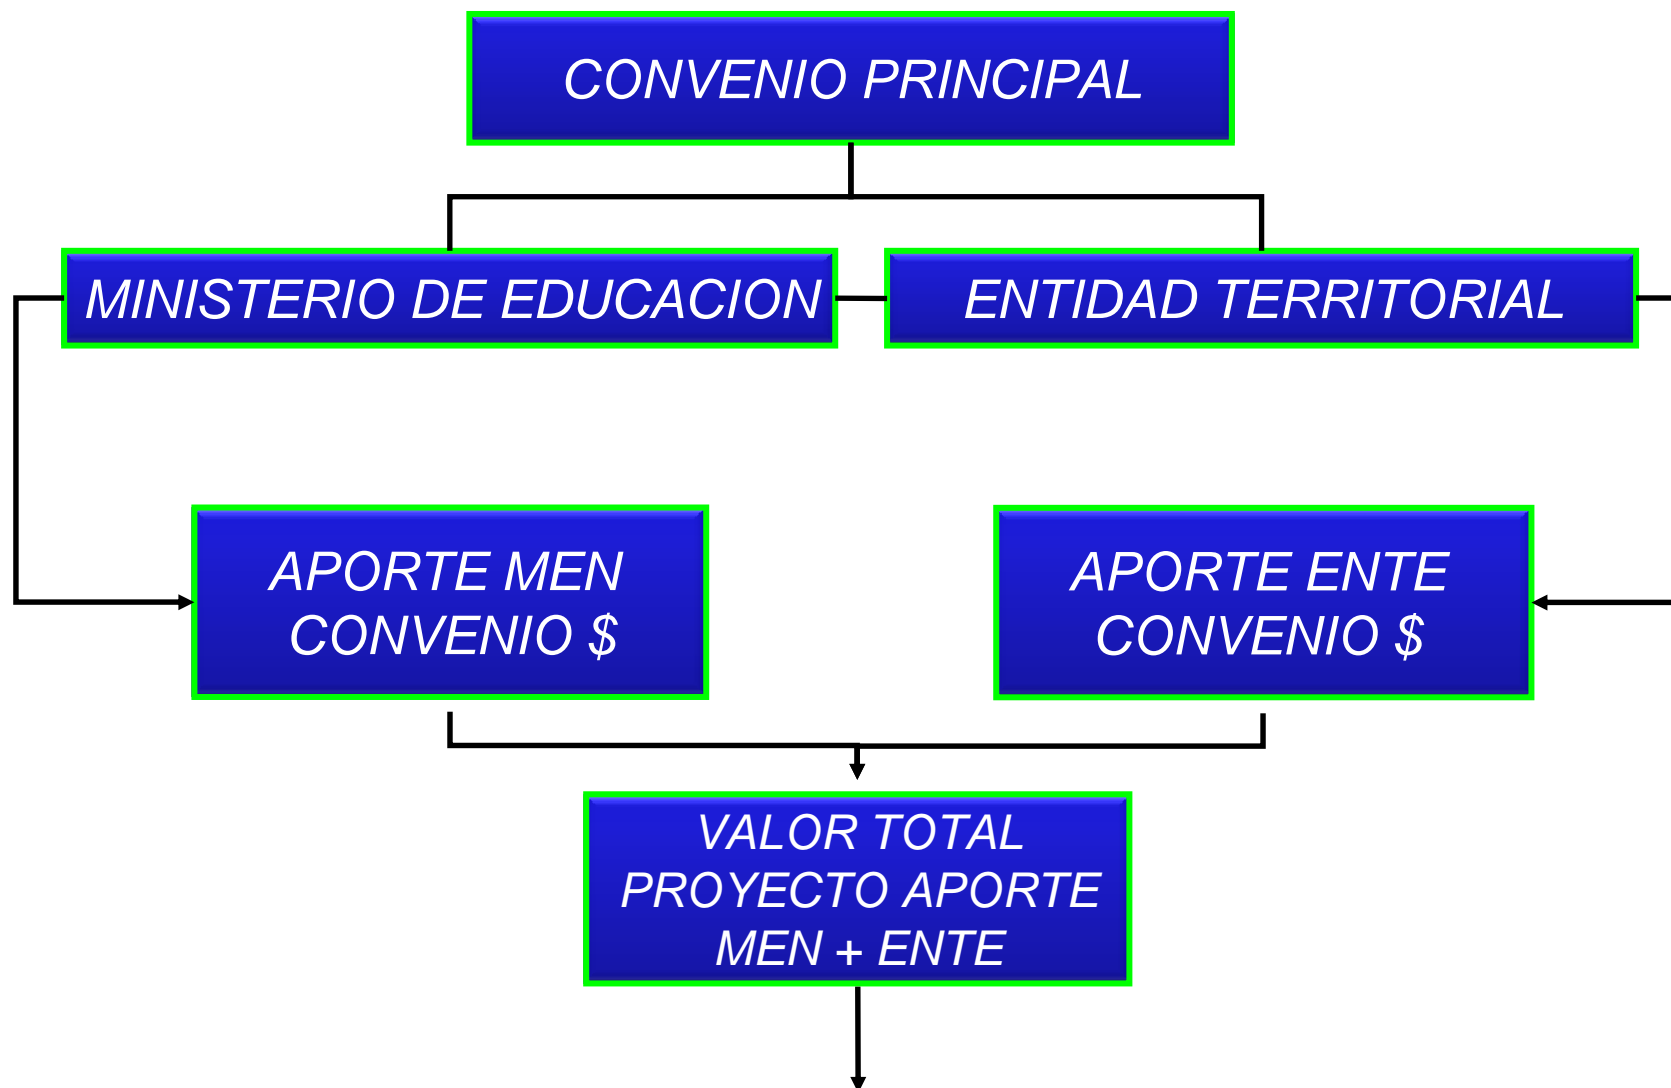 CONVENIO PRINCIPAL
MINISTERIO DE EDUCACION
ENTIDAD TERRITORIAL
APORTE MEN
CONVENIO $
APORTE ENTE
CONVENIO $
VALOR TOTAL
PROYECTO APORTE
MEN + ENTE